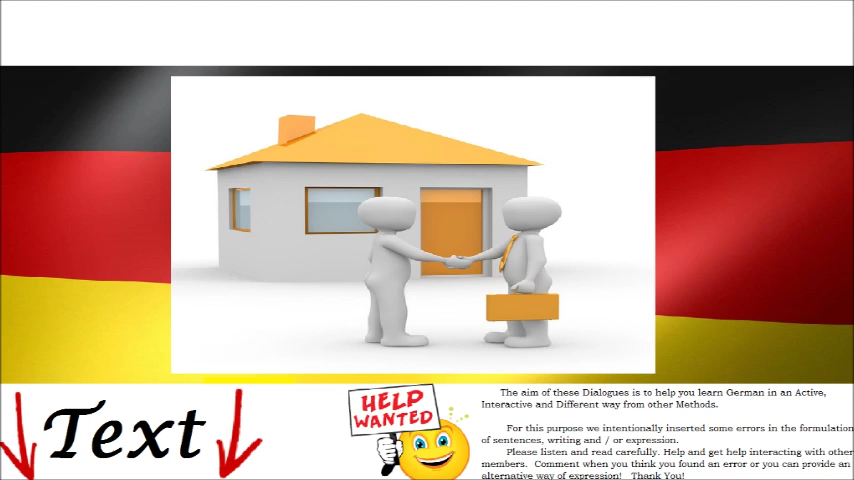 HELP
WANTED
Text
The aim of these Dialogues is to help you learn German in an Active,
Interactive and Different way from other Methods.
For this purpose we intentionally inserted some errors in the formulation
of sentences, writing and / or expression.
Please listen and read carefully. Help and get help interacting with other
members. Comment when you think you found an error or you can provide an
alternative way of expression! Thank You!